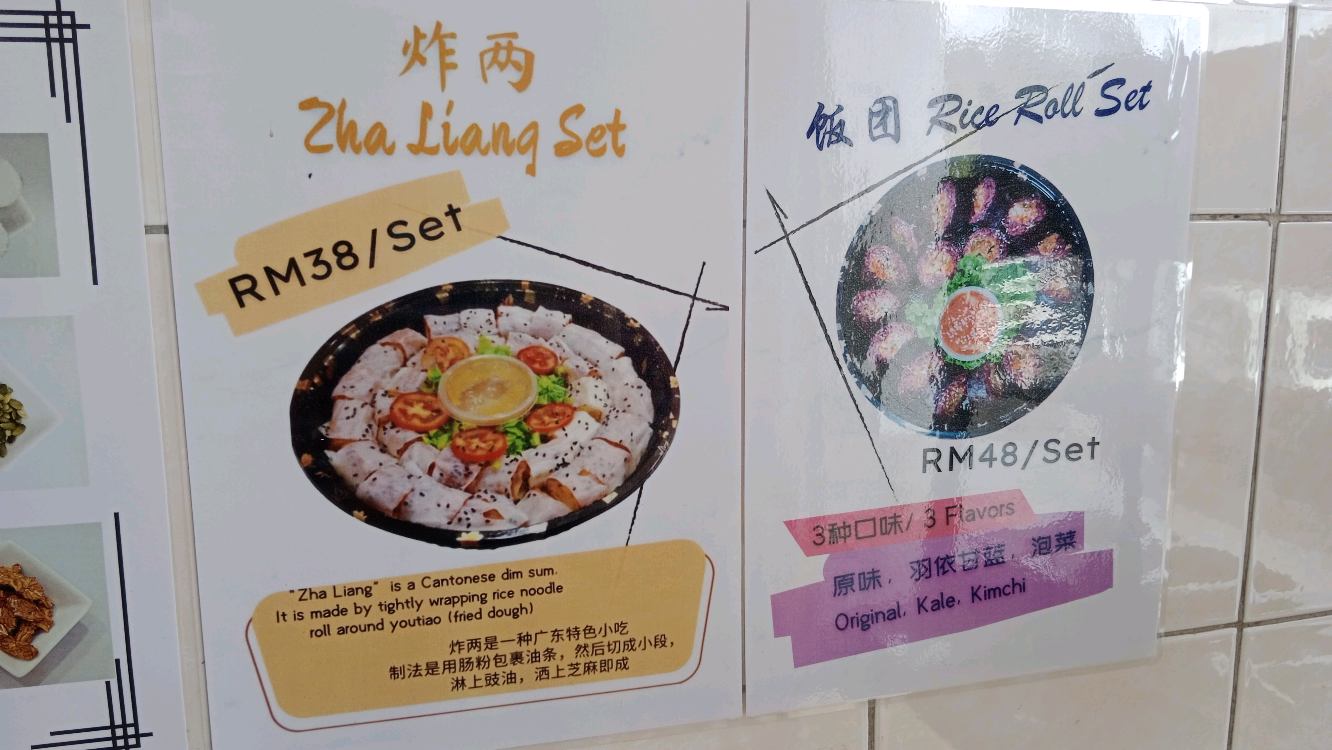 炸两
Zha Liang Set
RM38/Set
"Zha Liang" is a Cantonese dim sum.
It is made by tightly wrapping rice noodle
roll around youtiao (fried dough)
炸两是一种广东特色小吃
制法是用肠粉包裹油条，然后切成小段，
淋上豉油，洒上芝麻即成
饭团 Rice Roll Set
RM48/Set
3种口味/ 3 Flavors
原味，羽依甘蓝，泡菜
Original, Kale, Kimchi